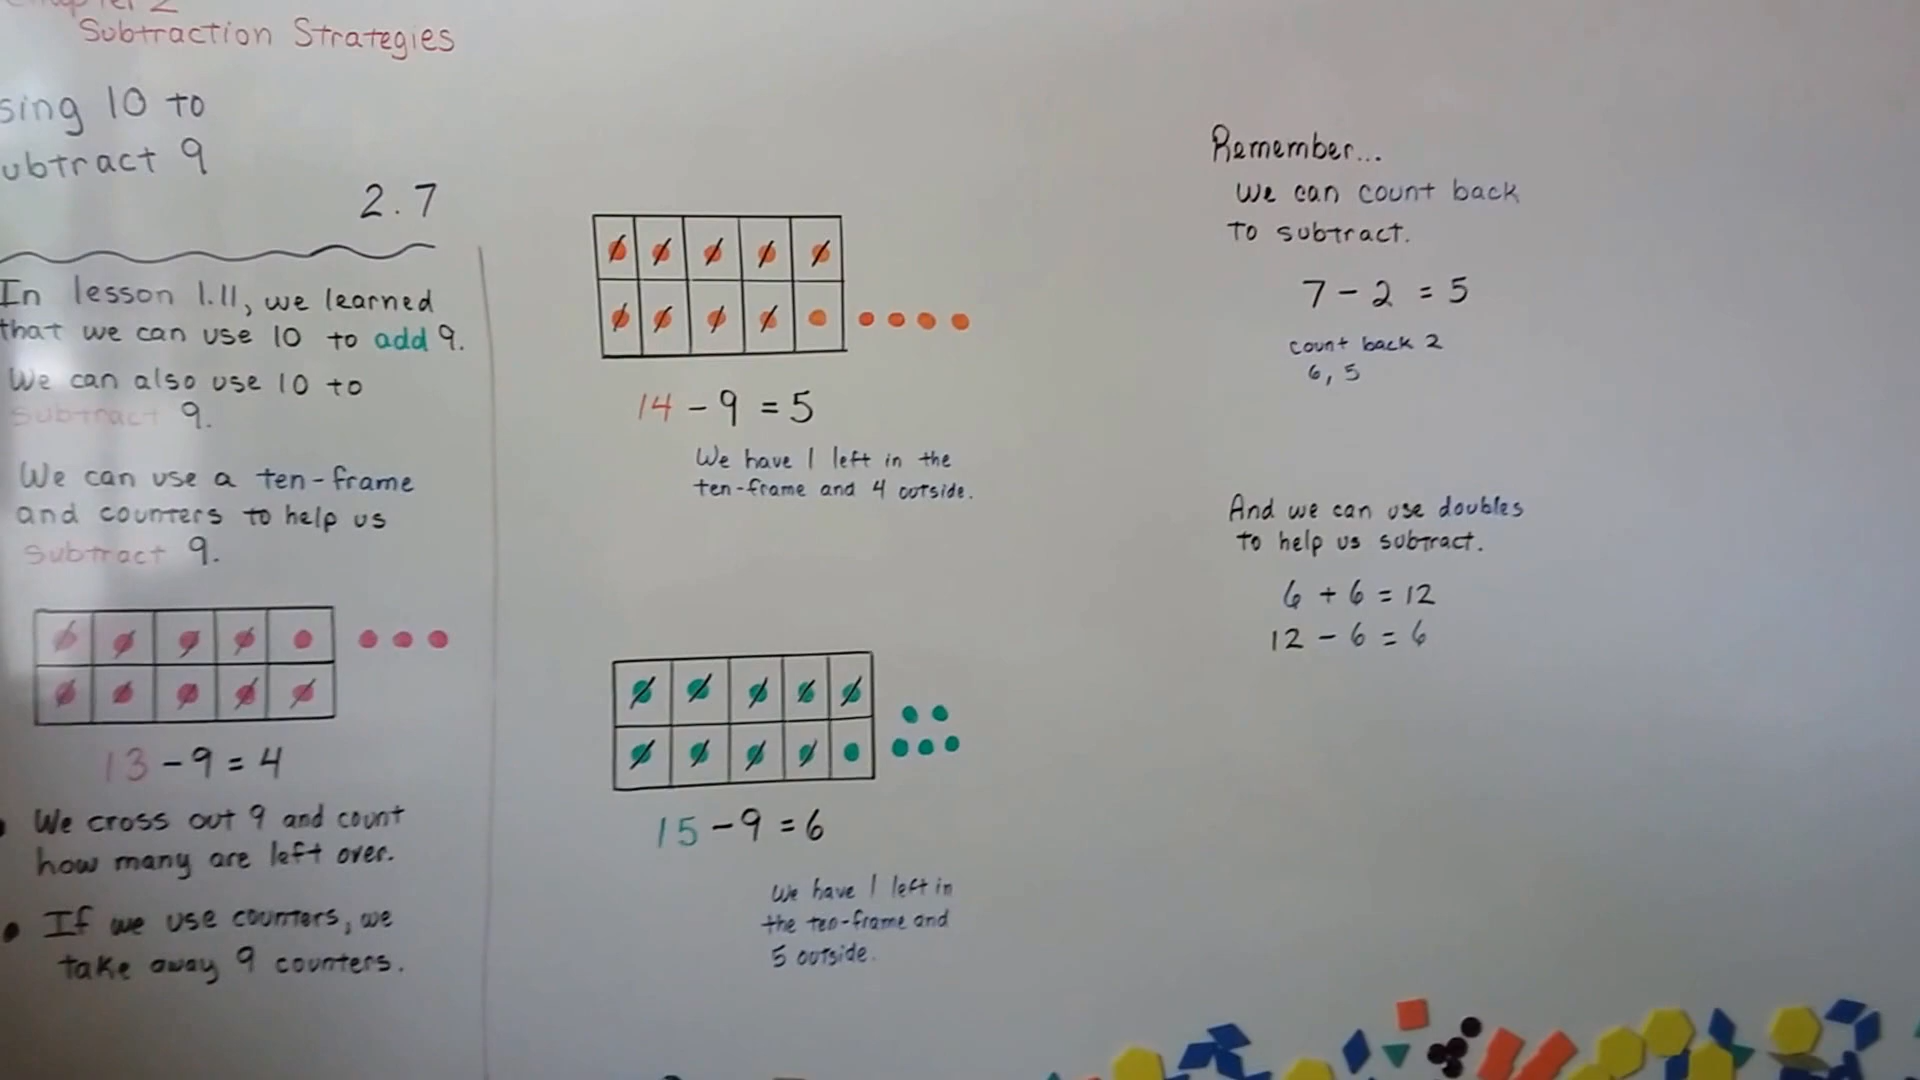 Subtraction Strategies
sing 10 to
ubtract 9
2.7
In lesson 1.11, we learned
that we can use 10 to add 9.
We can also use 10 to
subtract 9.
We can use a ten-frame
and counters to help us
subtract 9.
13 - 9 = 4
We cross out 9 and count
how many are left over.
If we use counters, we
take away 9 counters.
14 - 9 = 5
We have 1 left in the
ten-frame and 4 outside.
15 - 9 = 6
We have 1 left in
the ten-frame and
5 outside.
Remember...
We can count back
to subtract.
7 - 2 = 5
count back 2
6, 5
And we can use doubles
to help us subtract.
6 + 6 = 12
12 - 6 = 6